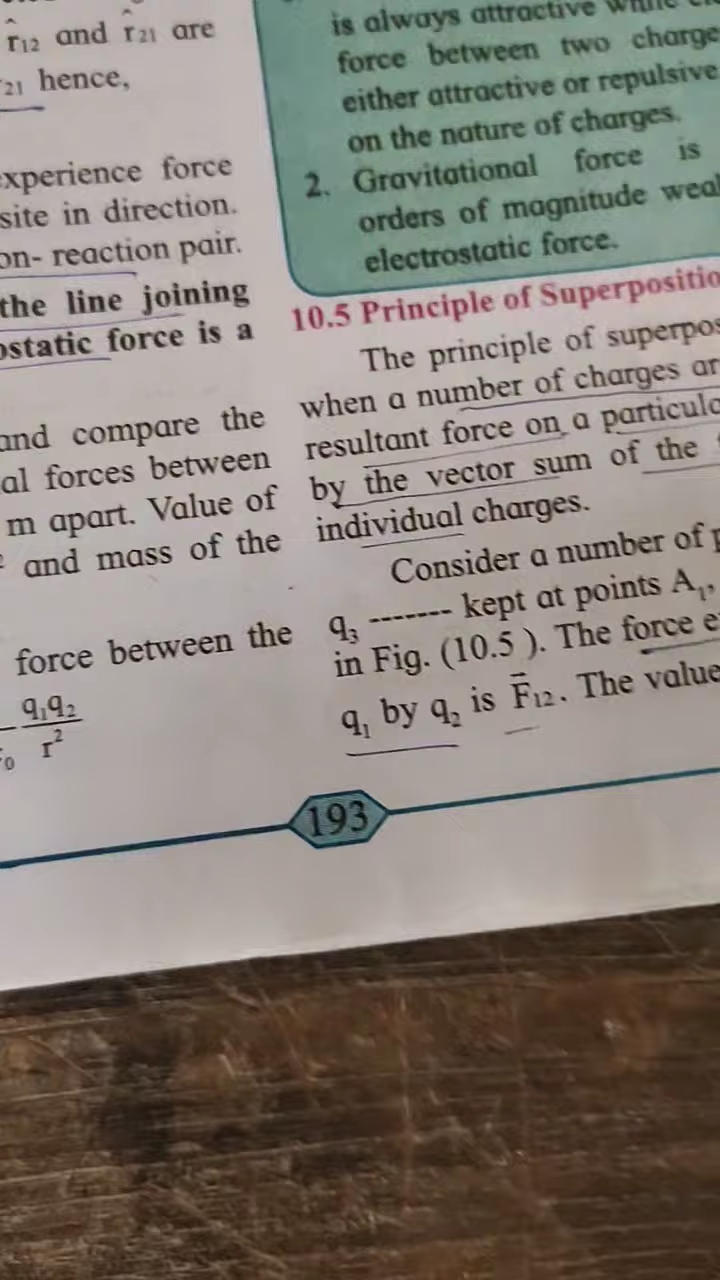 r̂12 and r̂21 are
21 hence,
experience force
site in direction.
on- reaction pair.
the line joining
ostatic force is a
and compare the
al forces between
m apart. Value of
and mass of the
force between the
q1q2
0 r2
is always attractive while
force between two charge
either attractive or repulsive
on the nature of charges.
2. Gravitational force is
orders of magnitude weak
electrostatic force.
10.5 Principle of Superpositio
The principle of superpos
when a number of charges ar
resultant force on a particula
by the vector sum of the
individual charges.
Consider a number of p
q3 ------- kept at points A1,
in Fig. (10.5 ). The force e
q1 by q2 is F̄12. The value
193